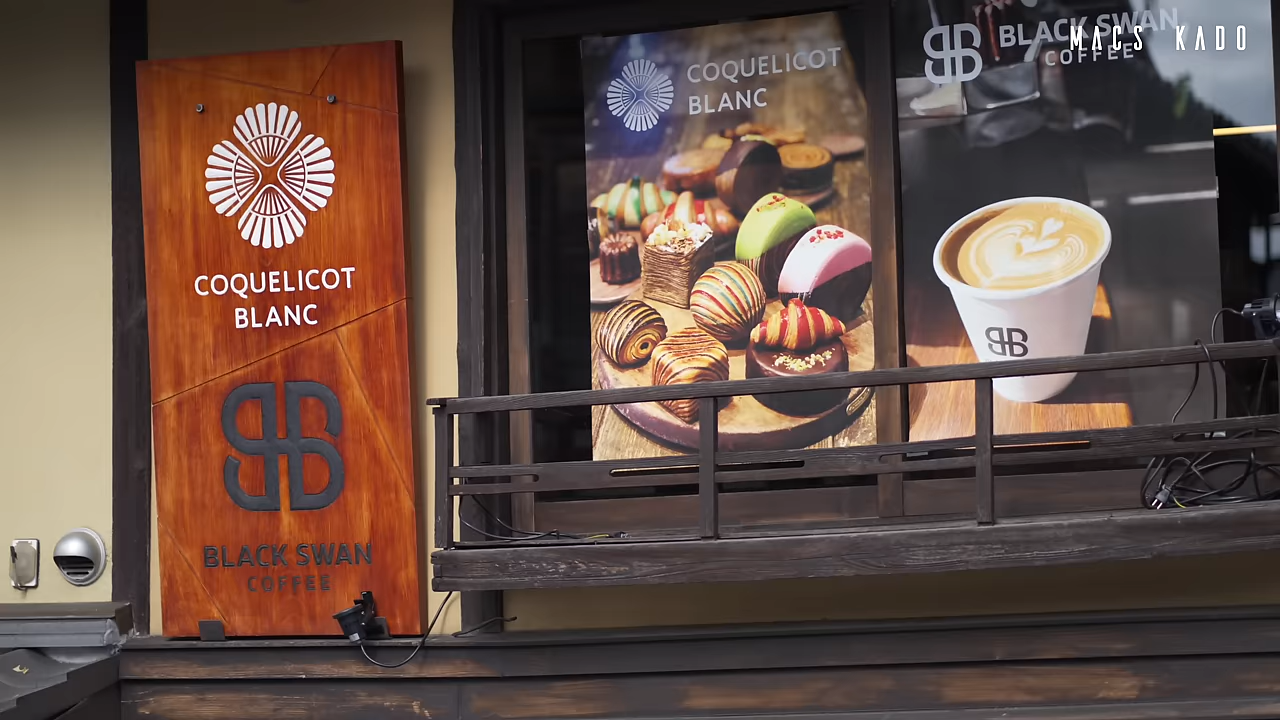 COQUELICOT
BLANC
BLACK SWAN
COFFEE
COQUELICOT
BLANC
BLACK SWAN
COFFEE
MACS KADO